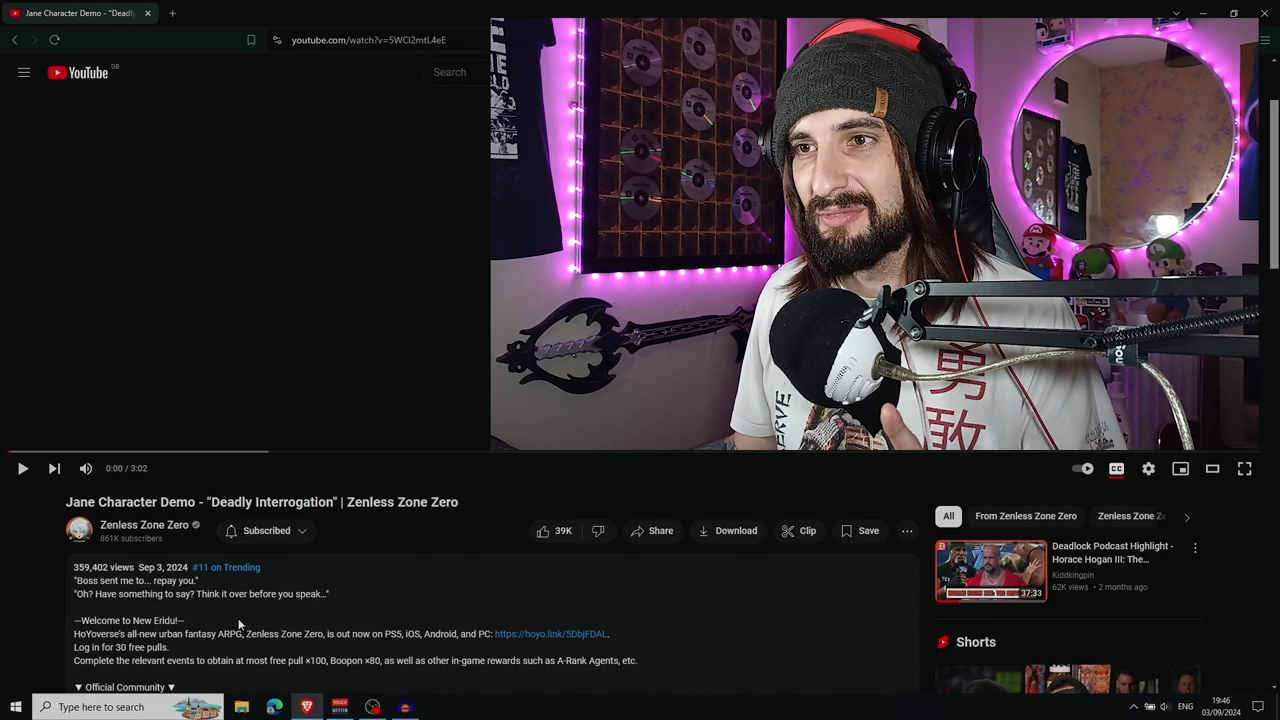 Jane Character Demo - "Deadly
youtube.com/watch?v=5WCl2mtL4eE
YouTube GB
Search
勇敢
0:00 / 3:02
Jane Character Demo - "Deadly Interrogation" | Zenless Zone Zero
Zenless Zone Zero
861K subscribers
Subscribed
39K
Share
Download
Clip
Save
359,402 views Sep 3, 2024 #11 on Trending
"Boss sent me to... repay you."
"Oh? Have something to say? Think it over before you speak..."
—Welcome to New Eridu!—
HoYoverse's all-new urban fantasy ARPG, Zenless Zone Zero, is out now on PS5, iOS, Android, and PC: https://hoyo.link/5DbjFDAL.
Log in for 30 free pulls.
Complete the relevant events to obtain at most free pull ×100, Boopon ×80, as well as other in-game rewards such as A-Rank Agents, etc.
▼ Official Community ▼
All
From Zenless Zone Zero
Zenless Ze
Deadlock Podcast Highlight -
Horace Hogan III: The...
Kiddkingpin
62K views • 2 months ago
37:33
Shorts
Type here to search
ENG
19:46
03/09/2024